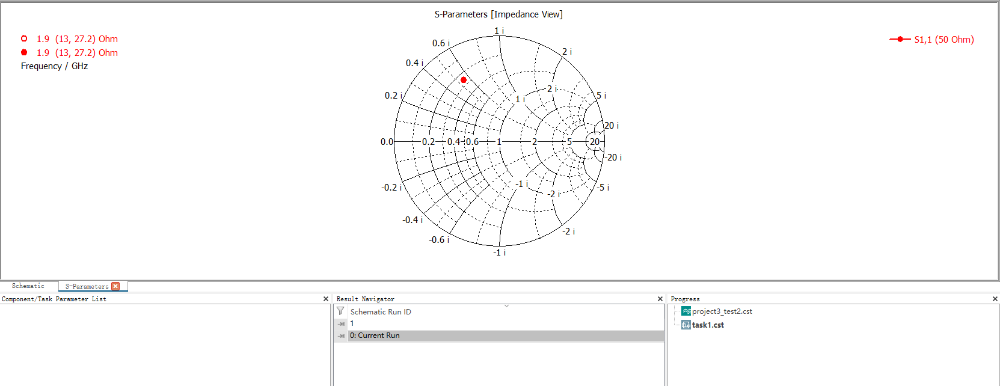 S-Parameters [Impedance View]
1.9 (13, 27.2) Ohm
1.9 (13, 27.2) Ohm
Frequency / GHz
S1,1 (50 Ohm)
1 i
0.6 i
2 i
0.4 i
0.2 i
1 i
2 i
5 i
20 i
0.0
0.2
0.4
0.6
1
2
5
20
-20 i
-0.2 i
-1 i
-2 i
-5 i
-0.4 i
-0.6 i
-2 i
-1 i
Schematic
S-Parameters
Component/Task Parameter List
Result Navigator
Schematic Run ID
1
0: Current Run
Progress
project3_test2.cst
task1.cst